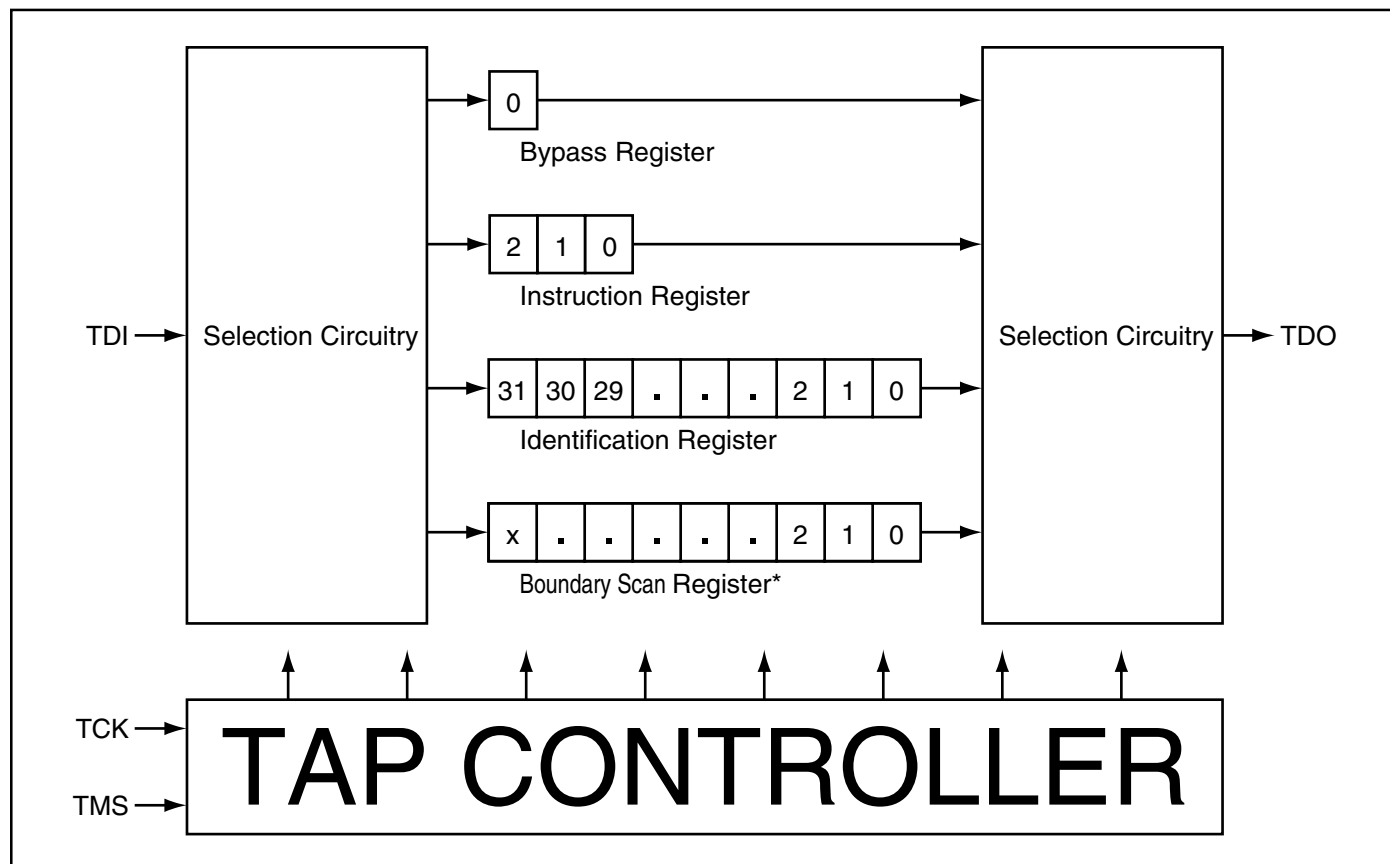 0
Bypass Register
2 1 0
Instruction Register
TDI Selection Circuitry Selection Circuitry TDO
31 30 29 . . . 2 1 0
Identification Register
x . . . . . 2 1 0
Boundary Scan Register*
TCK
TAP CONTROLLER
TMS